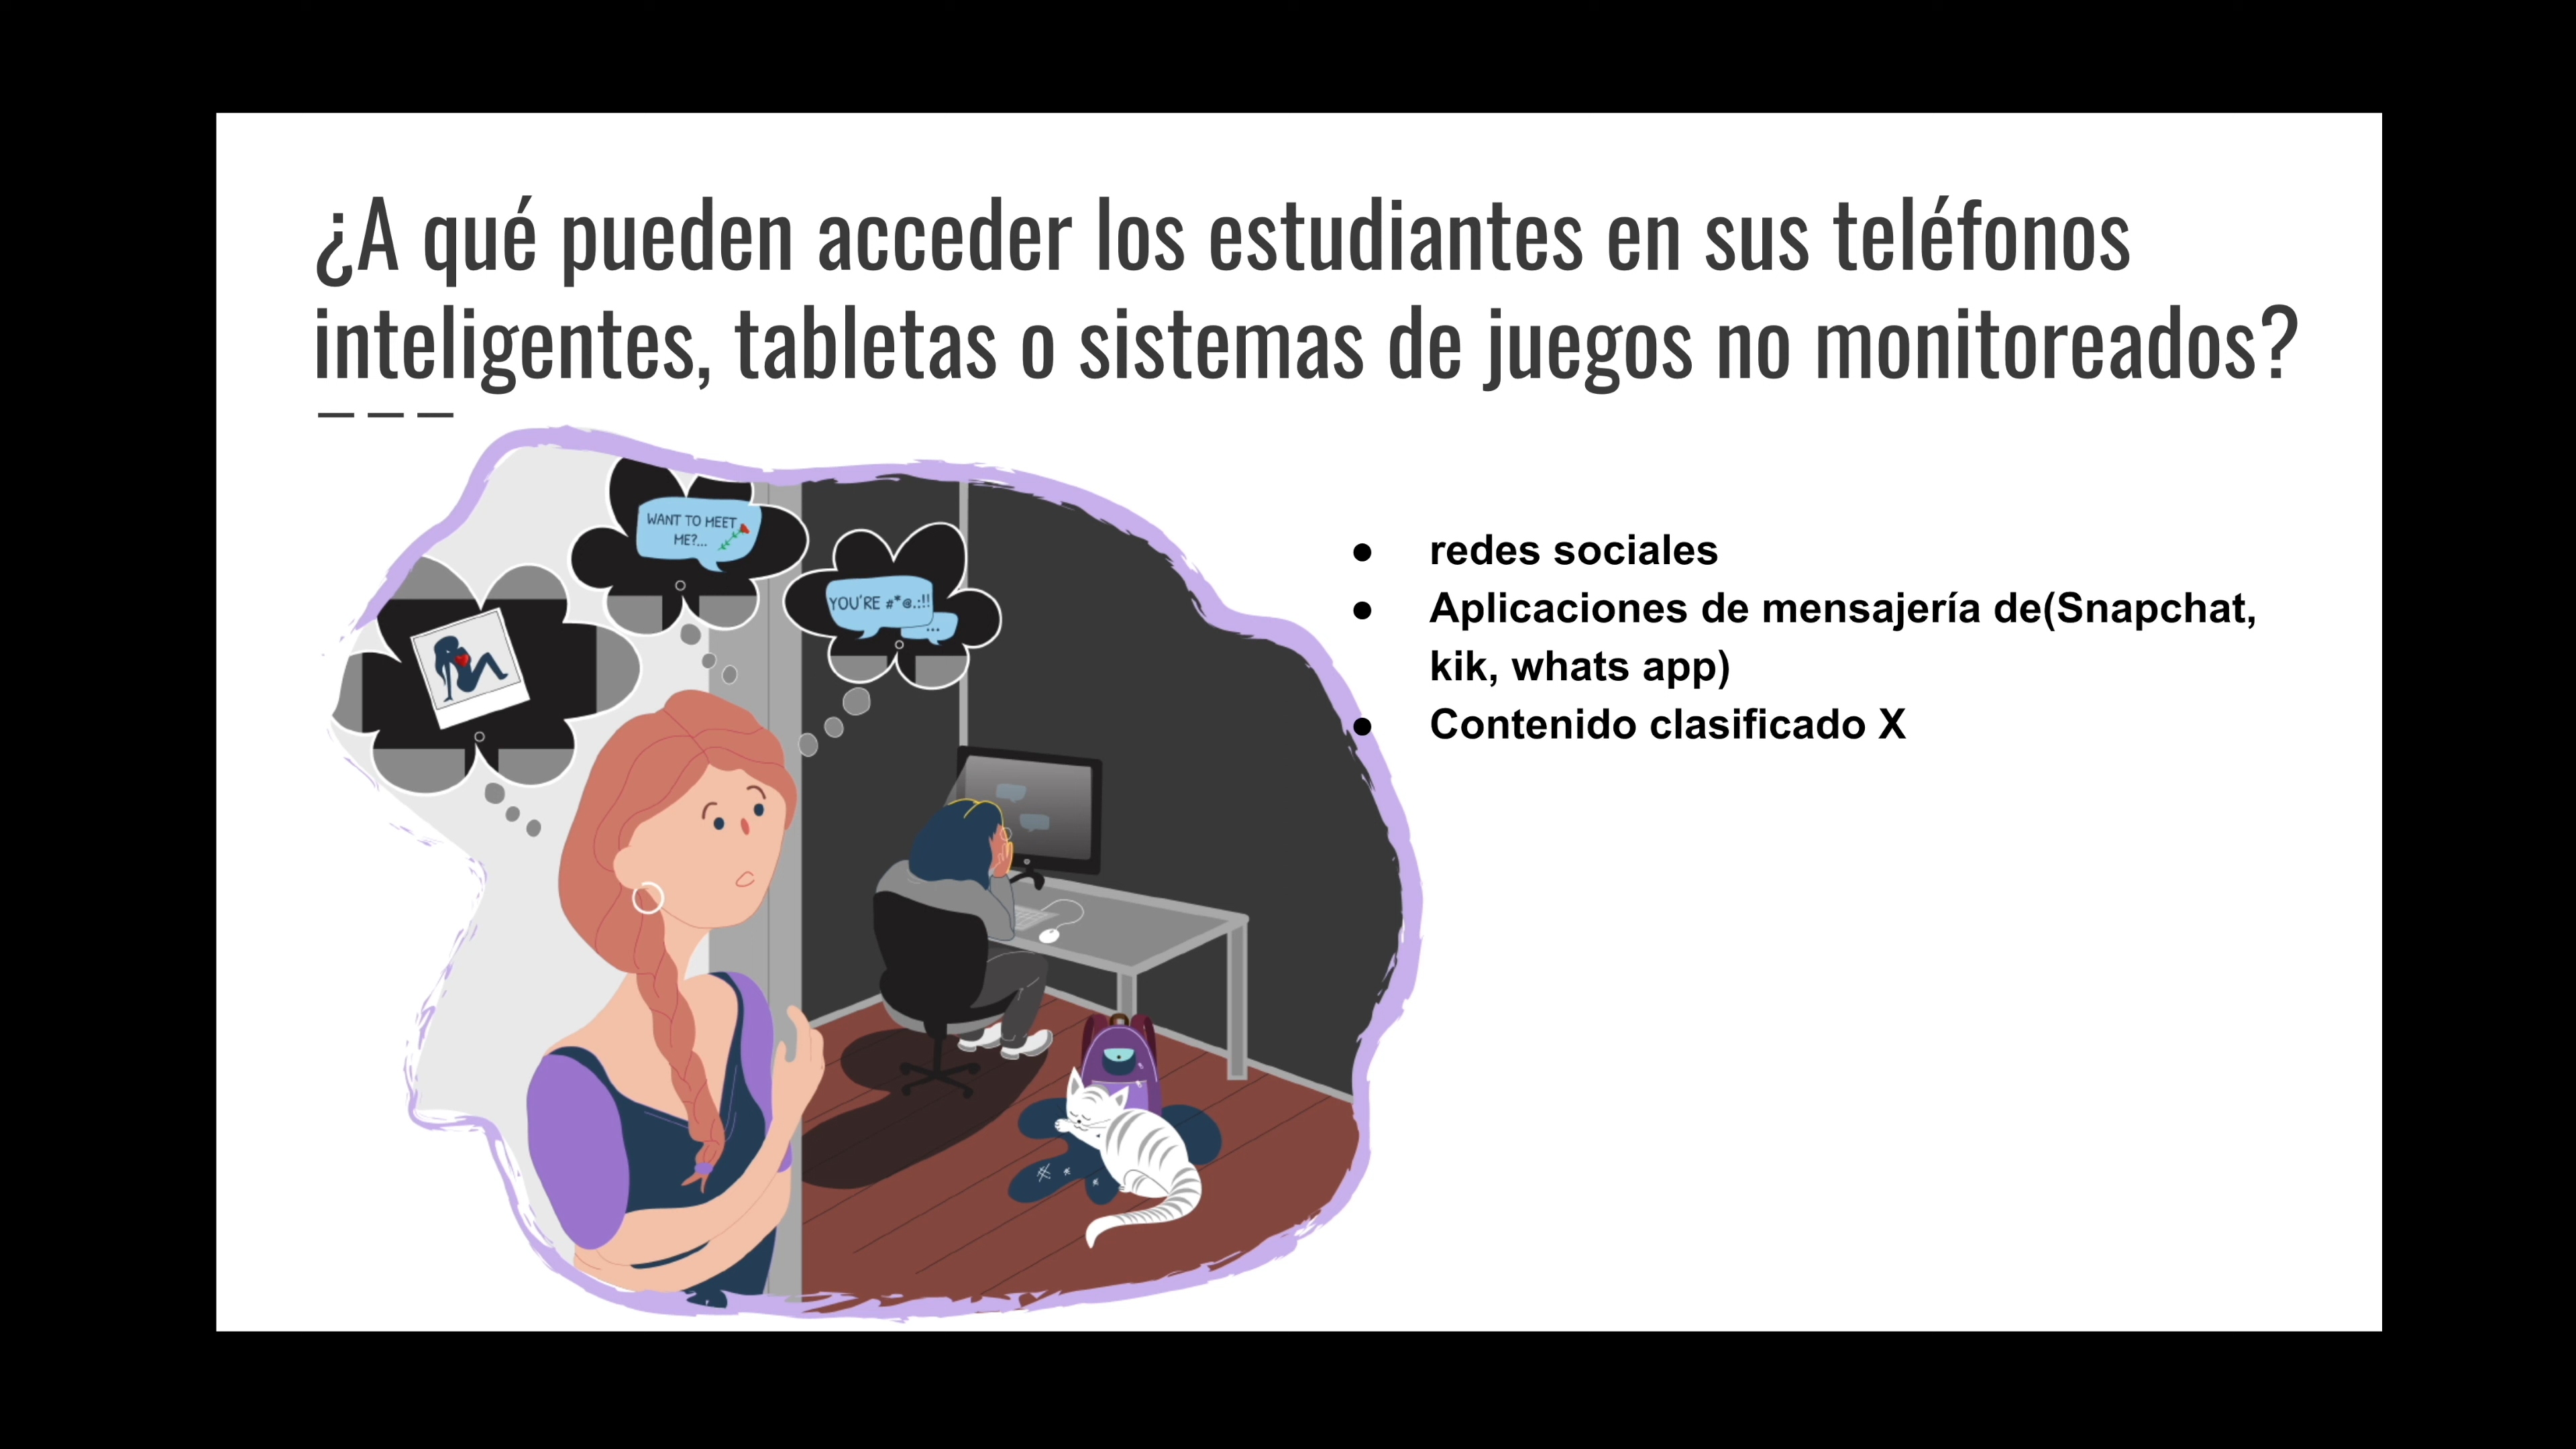 ¿A qué pueden acceder los estudiantes en sus teléfonos
inteligentes, tabletas o sistemas de juegos no monitoreados?
WANT TO MEET
ME?...
YOU'RE #*@.:!!
...
● redes sociales
● Aplicaciones de mensajería de(Snapchat,
kik, whats app)
● Contenido clasificado X